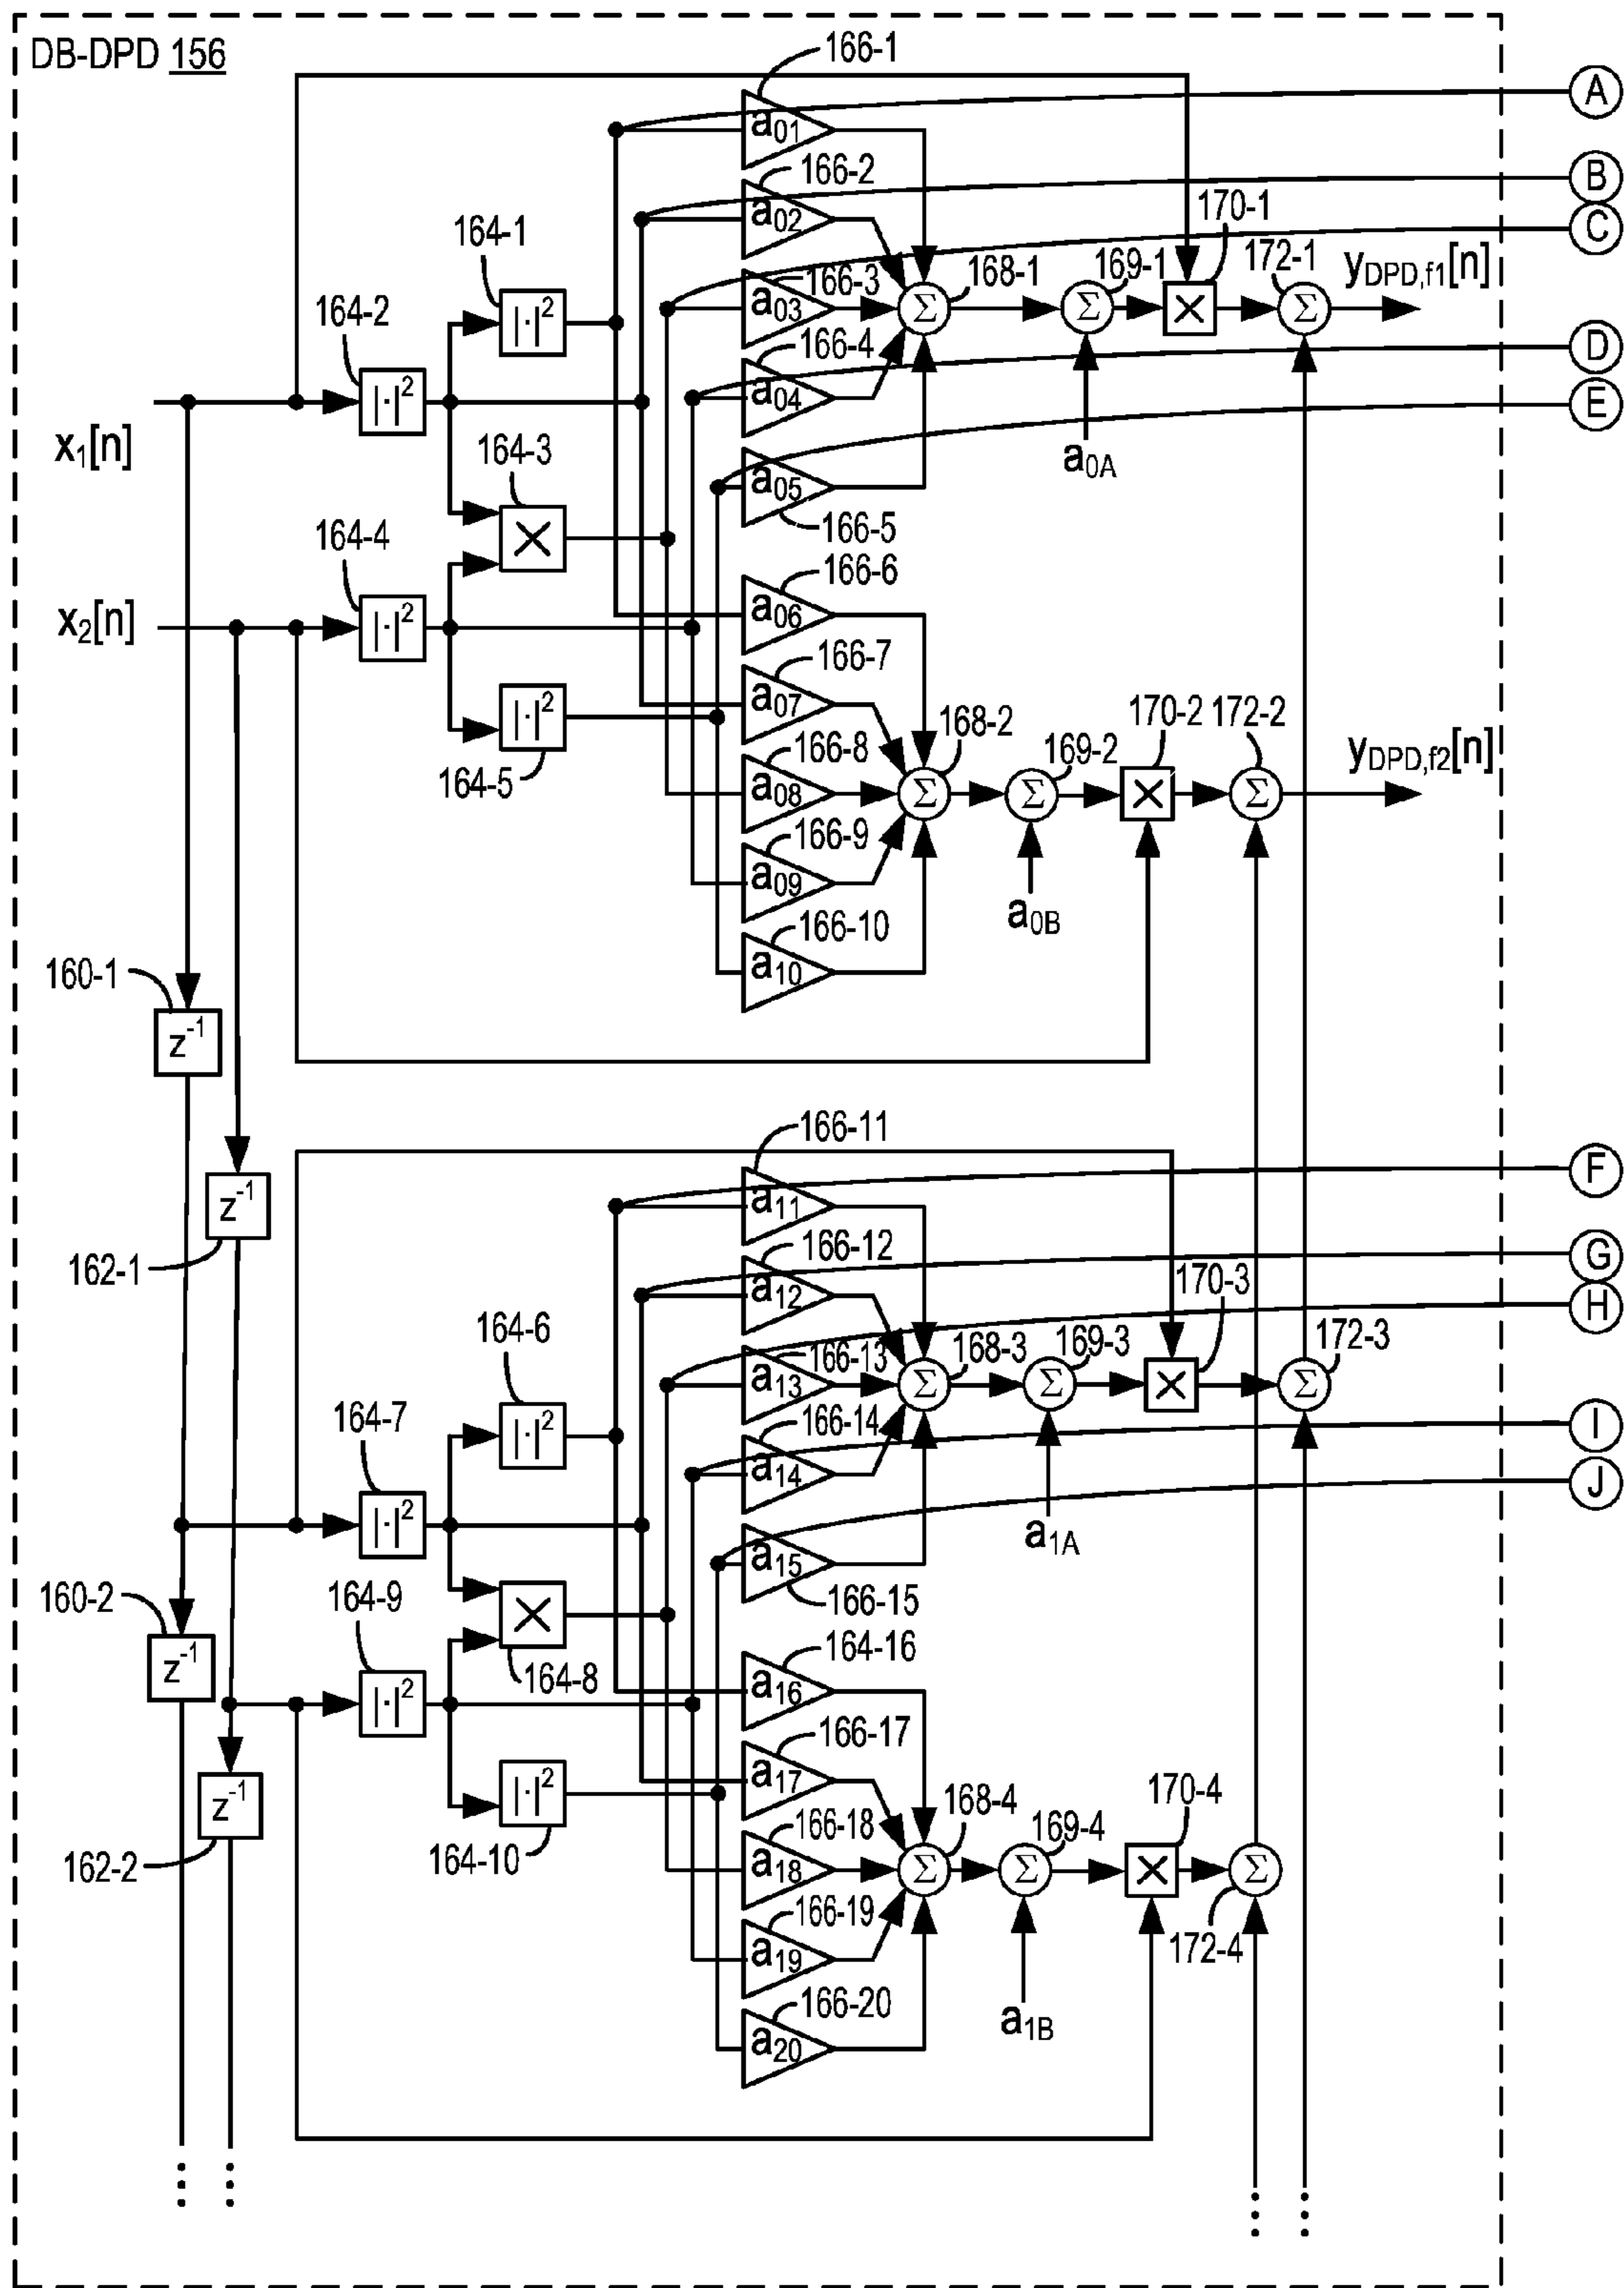 DB-DPD 156
166-1
A
a01
166-2
B
a02
170-1
C
164-1
166-3
168-1
169-1
172-1
yDPD,f1[n]
a03
Σ
Σ
×
Σ
|·|²
164-2
166-4
D
|·|²
a04
E
x1[n]
164-3
a0A
a05
×
166-5
164-4
166-6
x2[n]
|·|²
a06
166-7
|·|²
a07
168-2
170-2
172-2
yDPD,f2[n]
164-5
166-8
169-2
a08
Σ
Σ
×
Σ
166-9
a09
a0B
166-10
160-1
a10
z-1
166-11
F
z-1
a11
162-1
166-12
G
a12
170-3
H
164-6
166-13
168-3
169-3
172-3
a13
Σ
Σ
×
Σ
164-7
|·|²
166-14
I
a14
J
|·|²
a1A
a15
160-2
164-9
×
166-15
z-1
164-8
164-16
|·|²
a16
166-17
z-1
|·|²
a17
168-4
170-4
162-2
164-10
166-18
169-4
a18
Σ
Σ
×
Σ
166-19
172-4
a19
166-20
a1B
a20